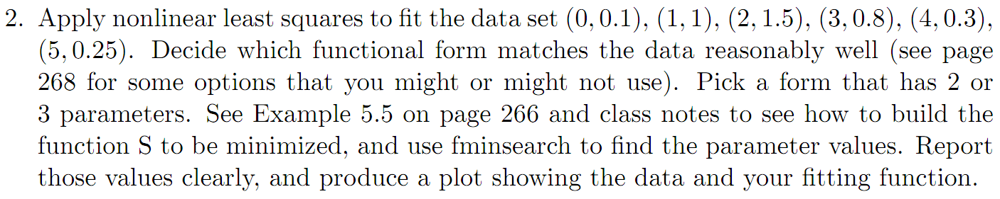 2. Apply nonlinear least squares to fit the data set (0, 0.1), (1, 1), (2, 1.5), (3, 0.8), (4, 0.3),
(5, 0.25). Decide which functional form matches the data reasonably well (see page
268 for some options that you might or might not use). Pick a form that has 2 or
3 parameters. See Example 5.5 on page 266 and class notes to see how to build the
function S to be minimized, and use fminsearch to find the parameter values. Report
those values clearly, and produce a plot showing the data and your fitting function.